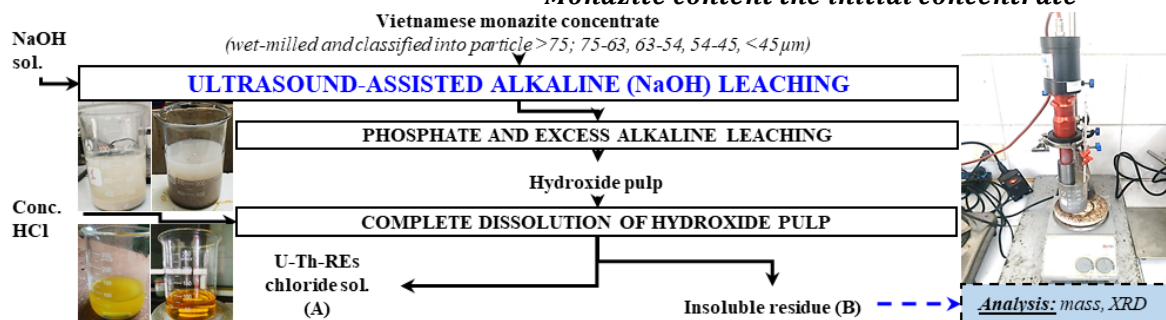 Monazite content the initial concentrate
Vietnamese monazite concentrate
(wet-milled and classified into particle >75; 75-63, 63-54, 54-45, <45µm)
NaOH
sol.
ULTRASOUND-ASSISTED ALKALINE (NaOH) LEACHING
PHOSPHATE AND EXCESS ALKALINE LEACHING
Hydroxide pulp
Conc.
HCl
COMPLETE DISSOLUTION OF HYDROXIDE PULP
U-Th-REs
chloride sol.
(A)
Insoluble residue (B)
Analysis: mass, XRD